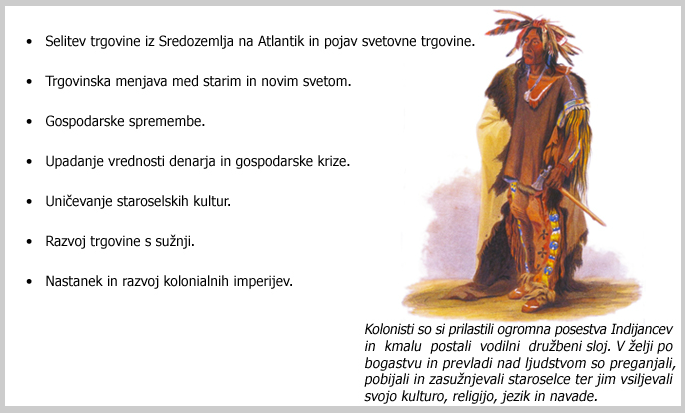 • Selitev trgovine iz Sredozemlja na Atlantik in pojav svetovne trgovine.
• Trgovinska menjava med starim in novim svetom.
• Gospodarske spremembe.
• Upadanje vrednosti denarja in gospodarske krize.
• Uničevanje staroselskih kultur.
• Razvoj trgovine s sužnji.
• Nastanek in razvoj kolonialnih imperijev.
Kolonisti so si prilastili ogromna posestva Indijancev
in kmalu postali vodilni družbeni sloj. V želji po
bogastvu in prevladi nad ljudstvom so preganjali,
pobijali in zasužnjevali staroselce ter jim vsiljevali
svojo kulturo, religijo, jezik in navade.